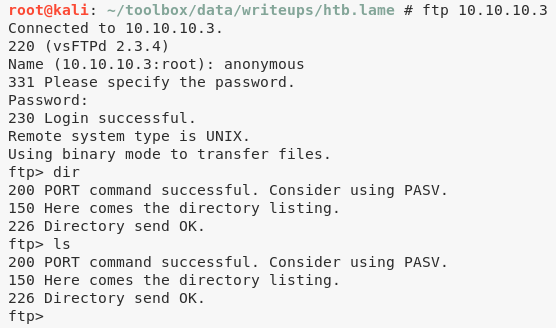 root@kali: ~/toolbox/data/writeups/htb.lame # ftp 10.10.10.3
Connected to 10.10.10.3.
220 (vsFTPd 2.3.4)
Name (10.10.10.3:root): anonymous
331 Please specify the password.
Password:
230 Login successful.
Remote system type is UNIX.
Using binary mode to transfer files.
ftp> dir
200 PORT command successful. Consider using PASV.
150 Here comes the directory listing.
226 Directory send OK.
ftp> ls
200 PORT command successful. Consider using PASV.
150 Here comes the directory listing.
226 Directory send OK.
ftp>